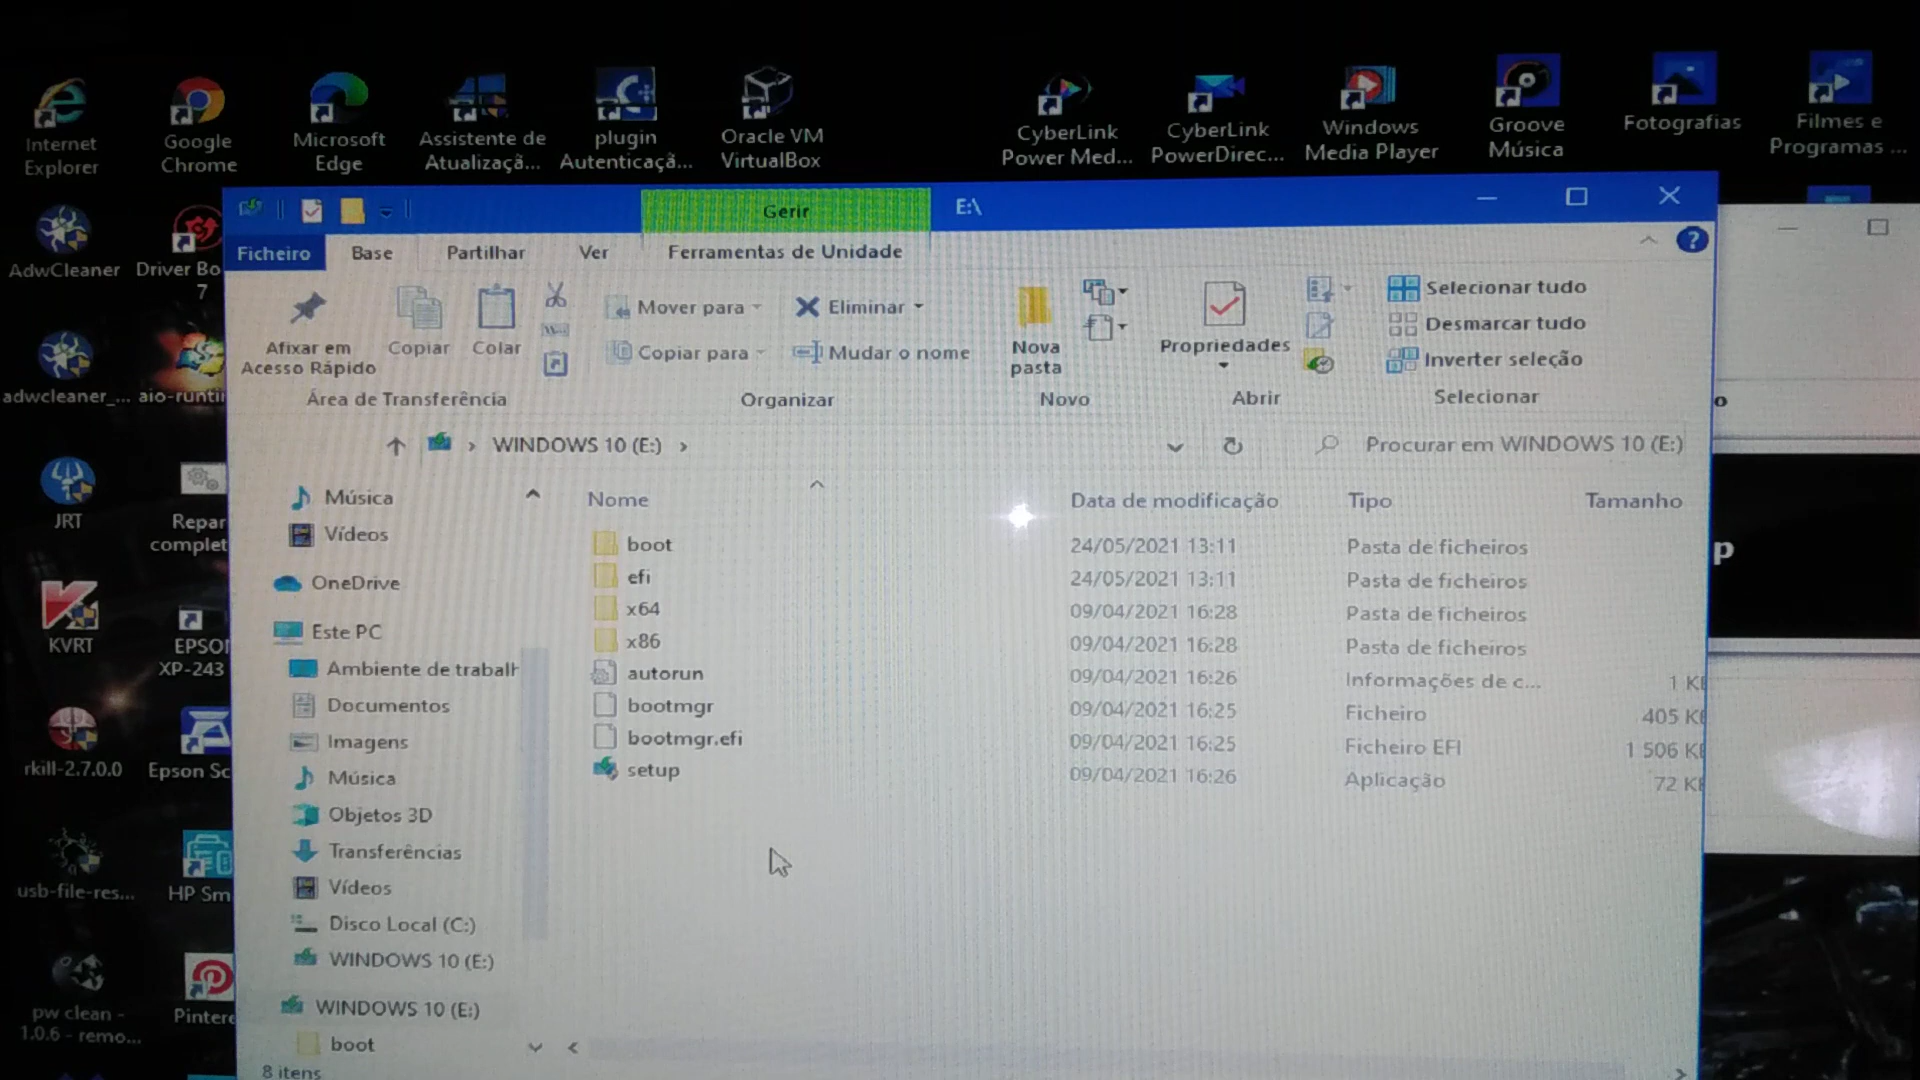 Internet
Explorer
Google
Chrome
Microsoft
Edge
Assistente de
Atualizaçã...
plugin
Autenticaçã...
Oracle VM
VirtualBox
CyberLink
Power Med...
CyberLink
PowerDirec...
Windows
Media Player
Groove
Música
Fotografias
Filmes e
Programas ...
AdwCleaner
Driver Bo
7
adwcleaner_...
aio-runtin
JRT
Repar
complet
KVRT
EPSON
XP-243
rkill-2.7.0.0
Epson Sc
usb-file-res...
HP Sm
pw clean -
1.0.6 - remo...
Pintere
Gerir
E:\
Ficheiro
Base
Partilhar
Ver
Ferramentas de Unidade
?
Afixar em
Acesso Rápido
Copiar
Colar
Área de Transferência
Mover para
Copiar para
Eliminar
Mudar o nome
Organizar
Nova
pasta
Novo
Propriedades
Abrir
Selecionar tudo
Desmarcar tudo
Inverter seleção
Selecionar
o
p
WINDOWS 10 (E:)
Procurar em WINDOWS 10 (E:)
Música
Vídeos
OneDrive
Este PC
Ambiente de trabalh
Documentos
Imagens
Música
Objetos 3D
Transferências
Vídeos
Disco Local (C:)
WINDOWS 10 (E:)
WINDOWS 10 (E:)
boot
8 itens
Nome Data de modificação Tipo Tamanho
boot 24/05/2021 13:11 Pasta de ficheiros
efi 24/05/2021 13:11 Pasta de ficheiros
x64 09/04/2021 16:28 Pasta de ficheiros
x86 09/04/2021 16:28 Pasta de ficheiros
autorun 09/04/2021 16:26 Informações de c... 1 KB
bootmgr 09/04/2021 16:25 Ficheiro 405 KB
bootmgr.efi 09/04/2021 16:25 Ficheiro EFI 1 506 KB
setup 09/04/2021 16:26 Aplicação 72 KB